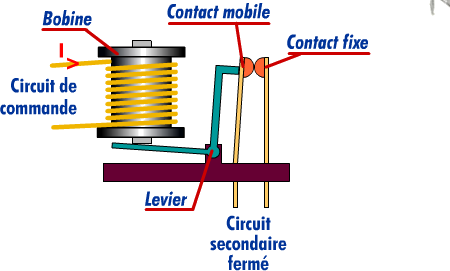 Contact mobile
Bobine
Contact fixe
I
Circuit de
commande
Levier
Circuit
secondaire
fermé